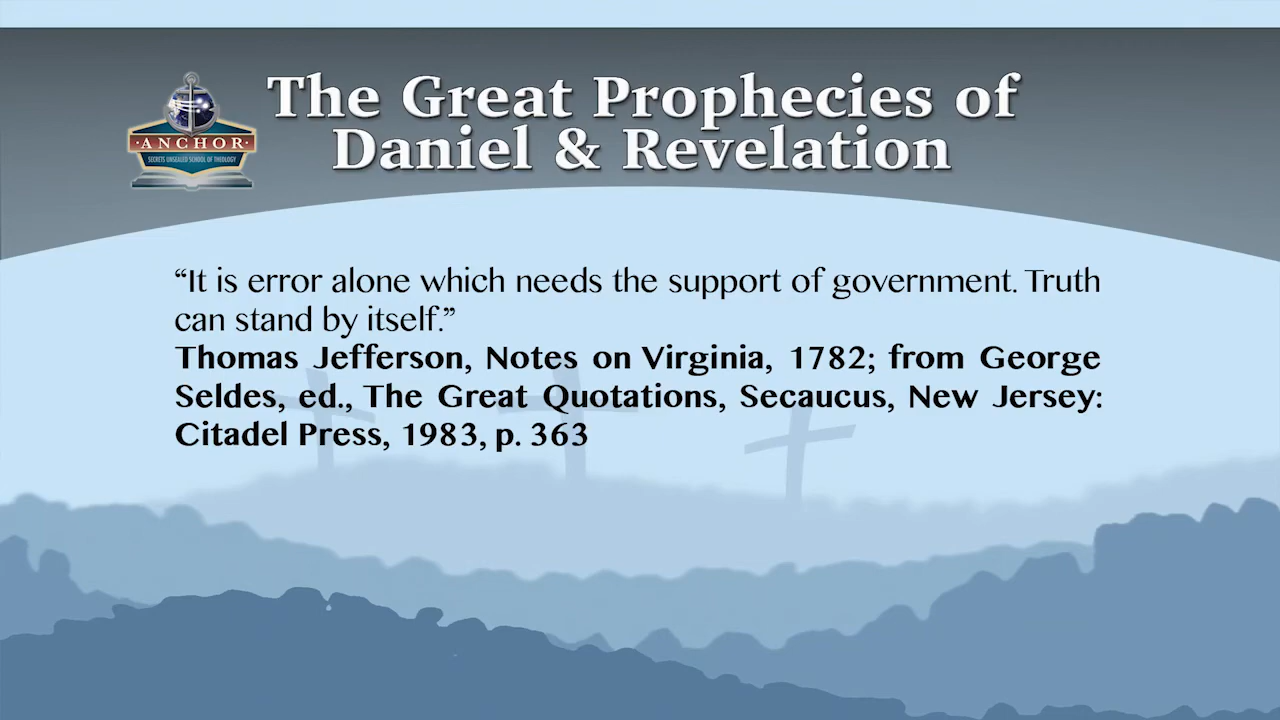 The Great Prophecies of
Daniel & Revelation
·ANCHOR·
SECRETS UNSEALED SCHOOL OF THEOLOGY
“It is error alone which needs the support of government. Truth
can stand by itself.”
Thomas Jefferson, Notes on Virginia, 1782; from George
Seldes, ed., The Great Quotations, Secaucus, New Jersey:
Citadel Press, 1983, p. 363